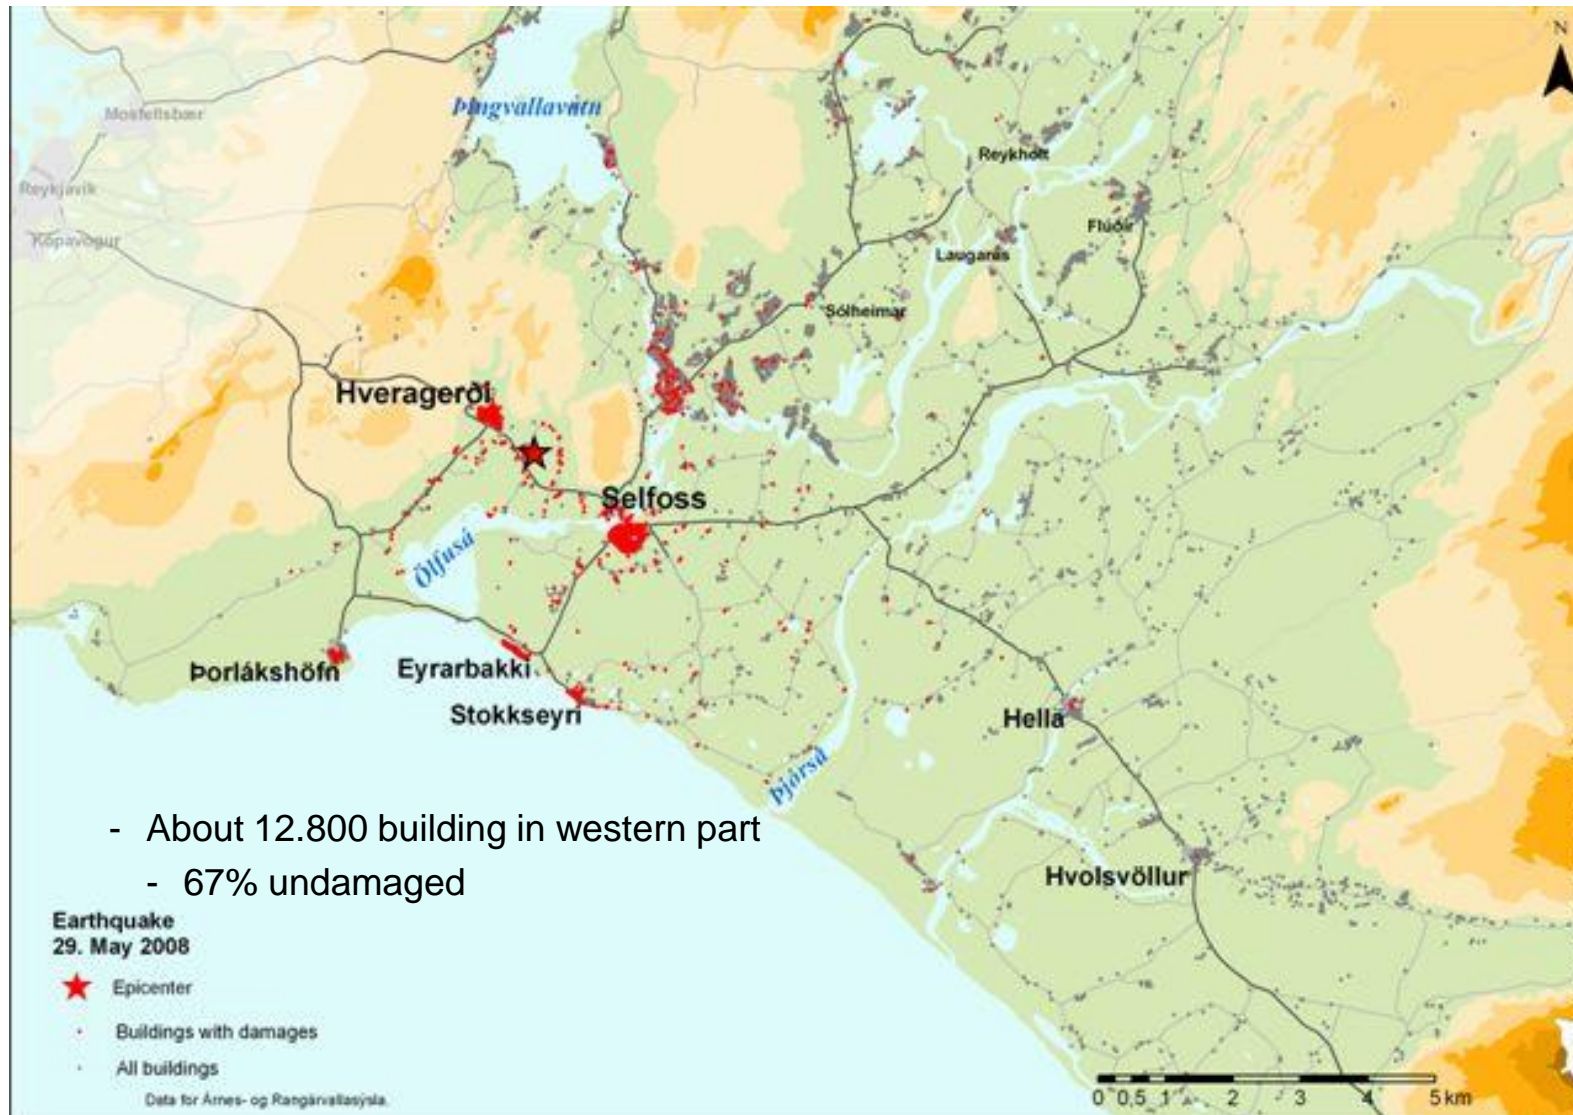 N
Þingvallavatn
Mosfellsbær
Reykholt
Reykjavík
Flúðir
Kópavogur
Laugarás
Sólheimar
Hveragerði
Selfoss
Ölfusá
Þorlákshöfn
Eyrarbakki
Stokkseyri
Hella
Þjórsá
- About 12.800 building in western part
- 67% undamaged
Hvolsvöllur
Earthquake
29. May 2008
Epicenter
Buildings with damages
All buildings
Data for Árnes- og Rangárvallasýsla.
0 0,5 1 2 3 4 5 km